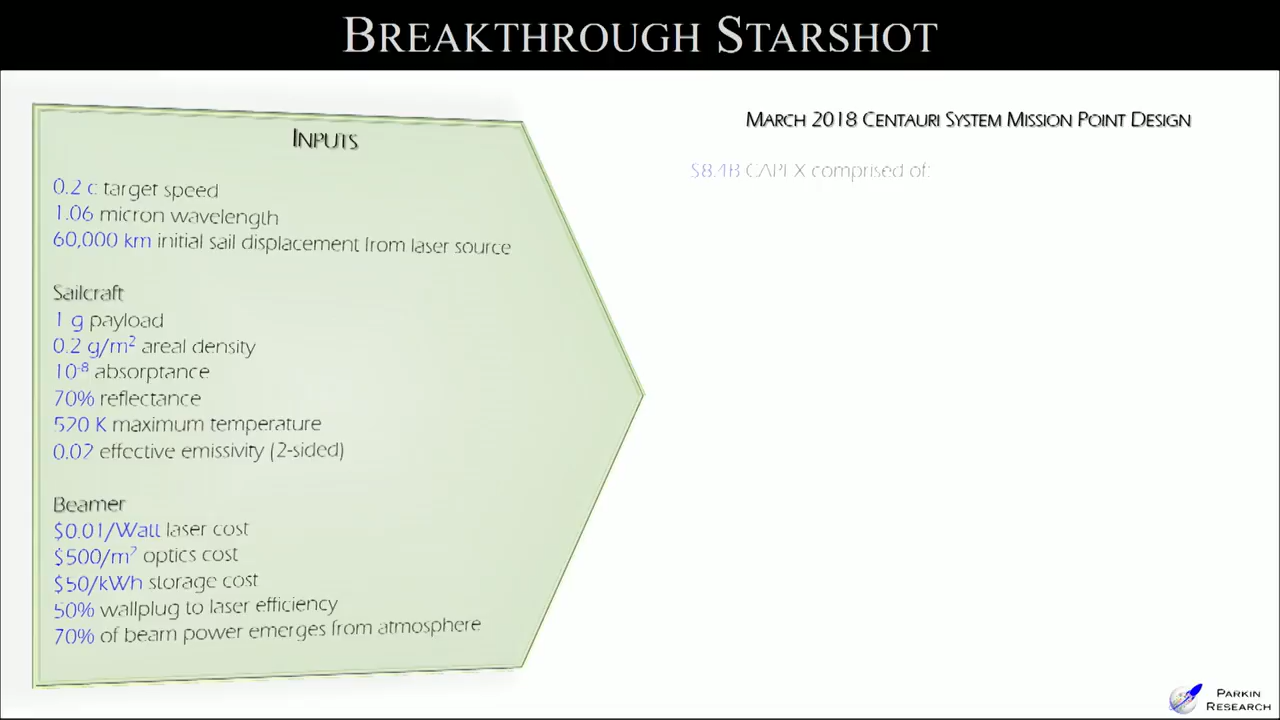 BREAKTHROUGH STARSHOT
INPUTS
0.2 c target speed
1.06 micron wavelength
60,000 km initial sail displacement from laser source
Sailcraft
1 g payload
0.2 g/m² areal density
10⁻⁸ absorptance
70% reflectance
520 K maximum temperature
0.02 effective emissivity (2-sided)
Beamer
$0.01/Watt laser cost
$500/m² optics cost
$50/kWh storage cost
50% wallplug to laser efficiency
70% of beam power emerges from atmosphere
MARCH 2018 CENTAURI SYSTEM MISSION POINT DESIGN
$8.4B CAPEX comprised of:
PARKIN
RESEARCH